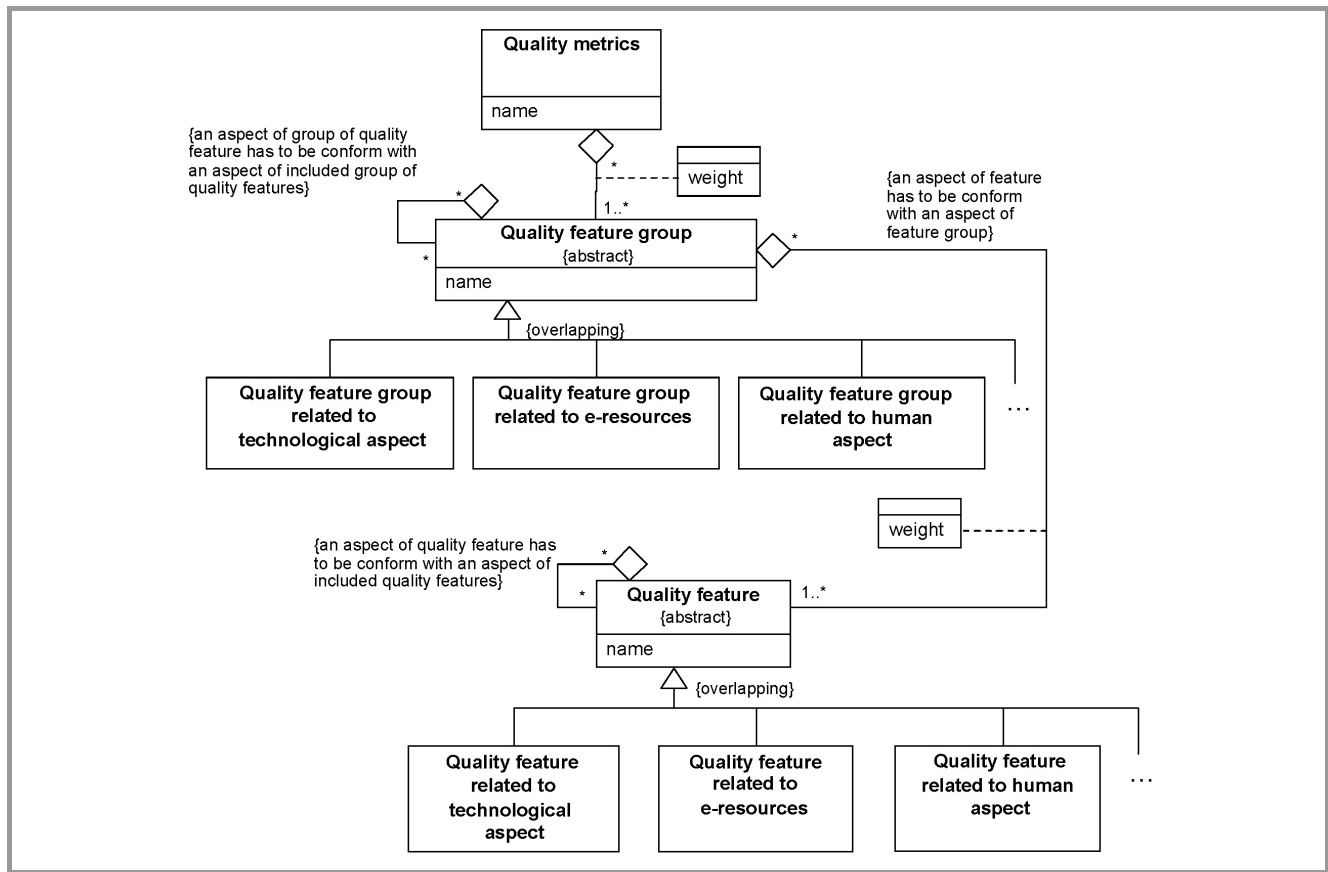 Quality metrics
name
{an aspect of group of quality
feature has to be conform with
an aspect of included group of
quality features}
*
weight
1..*
*
*
Quality feature group
{abstract}
name
*
{an aspect of feature
has to be conform
with an aspect of
feature group}
{overlapping}
Quality feature group
related to
technological aspect
Quality feature group
related to e-resources
Quality feature group
related to human
aspect
...
weight
{an aspect of quality feature has
to be conform with an aspect of
included quality features}
*
*
Quality feature
{abstract}
name
1..*
{overlapping}
Quality feature
related to
technological
aspect
Quality feature
related to
e-resources
Quality feature
related to human
aspect
...